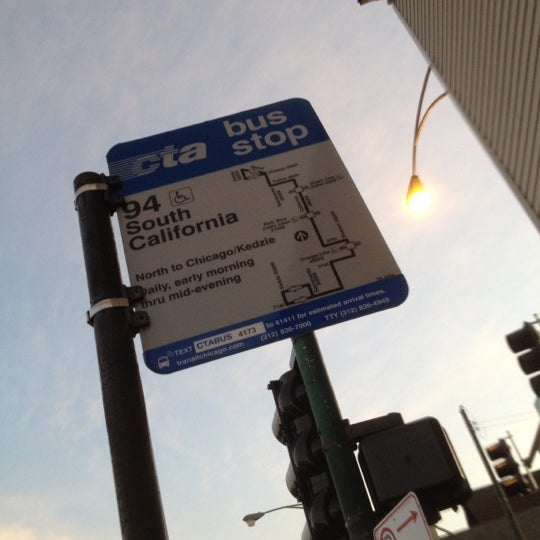 cta
bus
stop
94
South
California
North to Chicago/Kedzie
Daily, early morning
thru mid-evening
TEXT CTABUS 4173 to 41411 for estimated arrival times.
transitchicago.com (312) 836-7000 TTY (312) 836-4949